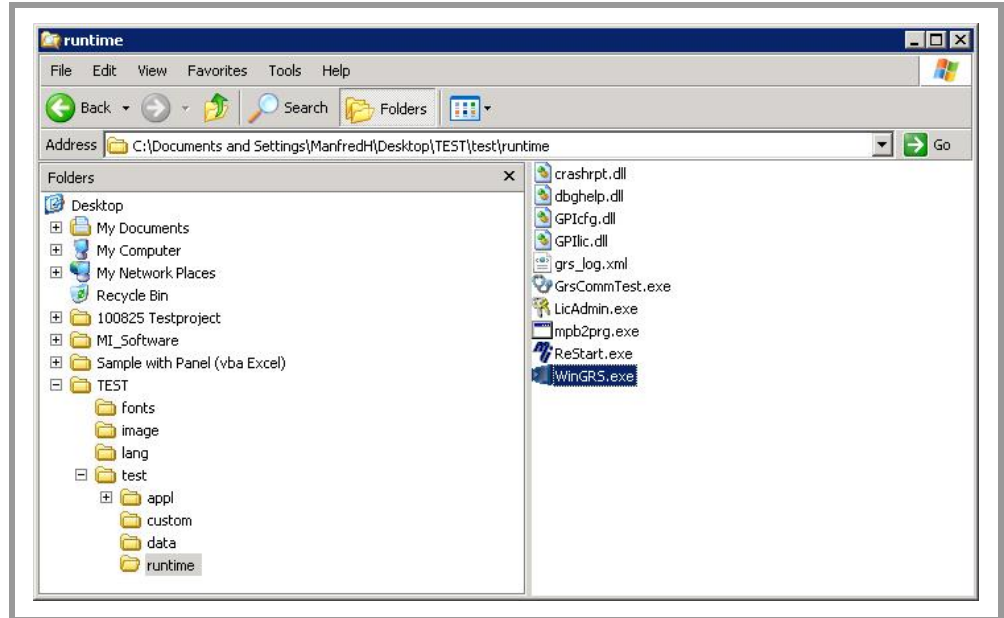 runtime
File Edit View Favorites Tools Help
Back Search Folders
Address C:\Documents and Settings\ManfredH\Desktop\TEST\test\runtime Go
Folders
Desktop
My Documents
My Computer
My Network Places
Recycle Bin
100825 Testproject
MI_Software
Sample with Panel (vba Excel)
TEST
fonts
image
lang
test
appl
custom
data
runtime
crashrpt.dll
dbghelp.dll
GPIcfg.dll
GPIlic.dll
grs_log.xml
GrsCommTest.exe
LicAdmin.exe
mpb2prg.exe
ReStart.exe
WinGRS.exe